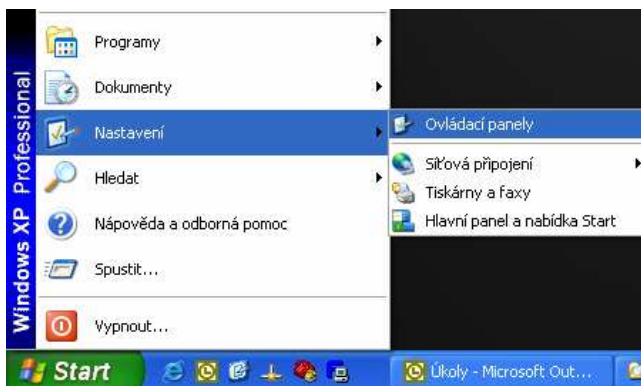 Windows XP Professional
Programy
Dokumenty
Nastavení
Hledat
Nápověda a odborná pomoc
Spustit...
Vypnout...
Ovládací panely
Síťová připojení
Tiskárny a faxy
Hlavní panel a nabídka Start
Start
Úkoly - Microsoft Out...